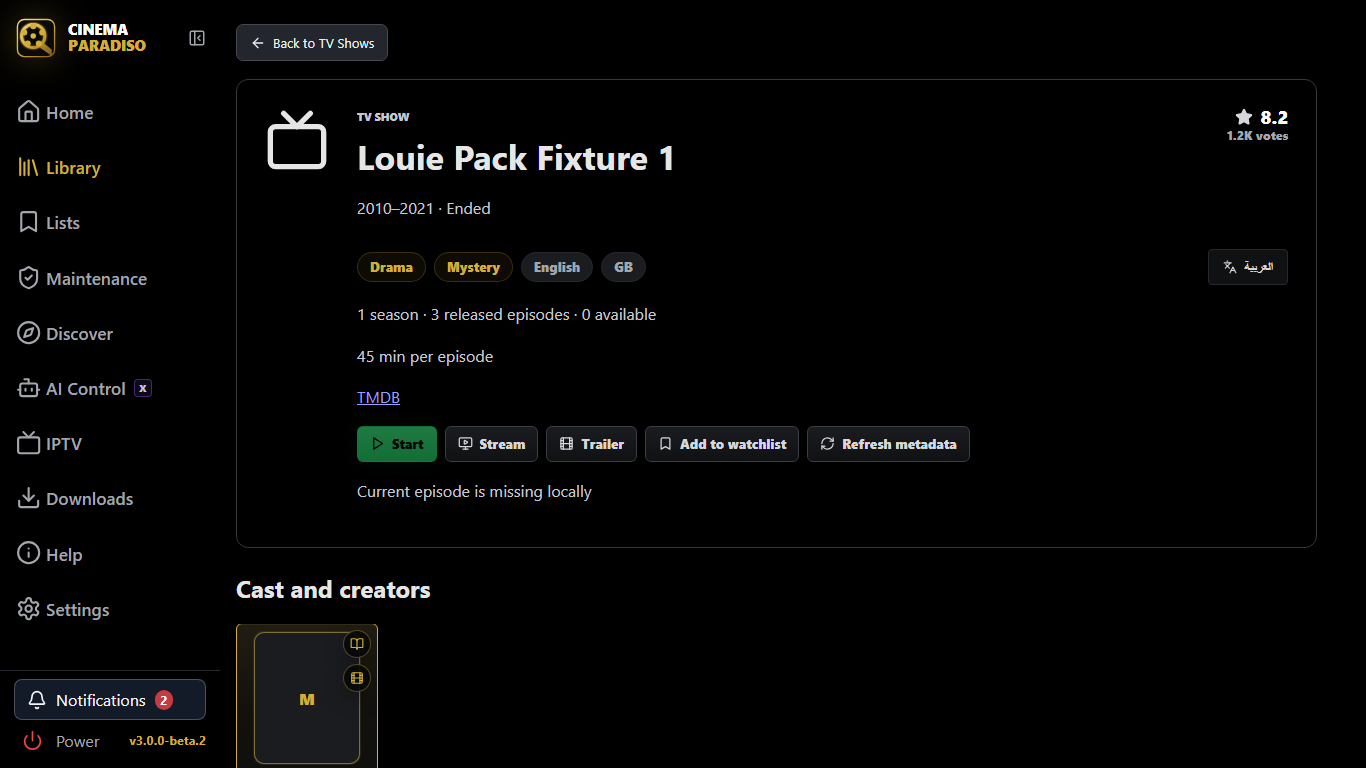 CINEMA
PARADISO
Home
Library
Lists
Maintenance
Discover
AI Control x
IPTV
Downloads
Help
Settings
Notifications 2
Power v3.0.0-beta.2
Back to TV Shows
TV SHOW
Louie Pack Fixture 1
8.2
1.2K votes
2010–2021 · Ended
Drama Mystery English GB
العربية
1 season · 3 released episodes · 0 available
45 min per episode
TMDB
Start Stream Trailer Add to watchlist Refresh metadata
Current episode is missing locally
Cast and creators
M